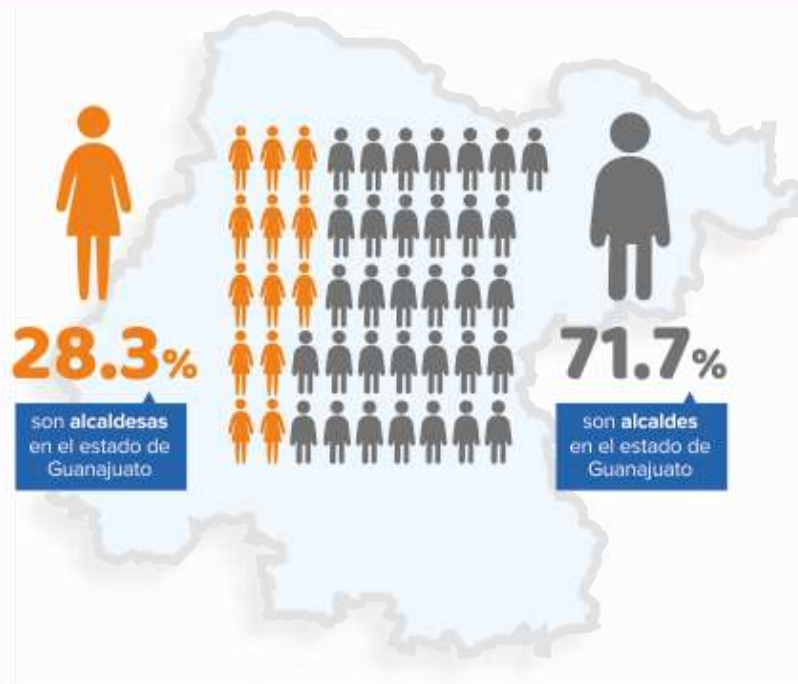 28.3%
son alcaldesas
en el estado de
Guanajuato
71.7%
son alcaldes
en el estado de
Guanajuato